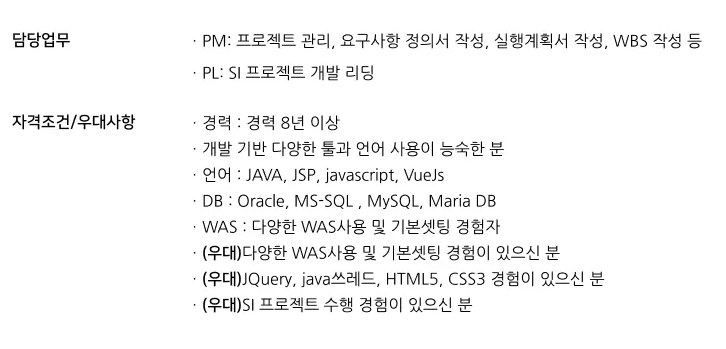 담당업무
· PM: 프로젝트 관리, 요구사항 정의서 작성, 실행계획서 작성, WBS 작성 등
· PL: SI 프로젝트 개발 리딩
자격조건/우대사항
· 경력 : 경력 8년 이상
· 개발 기반 다양한 툴과 언어 사용이 능숙한 분
· 언어 : JAVA, JSP, javascript, VueJs
· DB : Oracle, MS-SQL , MySQL, Maria DB
· WAS : 다양한 WAS사용 및 기본셋팅 경험자
· (우대)다양한 WAS사용 및 기본셋팅 경험이 있으신 분
· (우대)JQuery, java쓰레드, HTML5, CSS3 경험이 있으신 분
· (우대)SI 프로젝트 수행 경험이 있으신 분